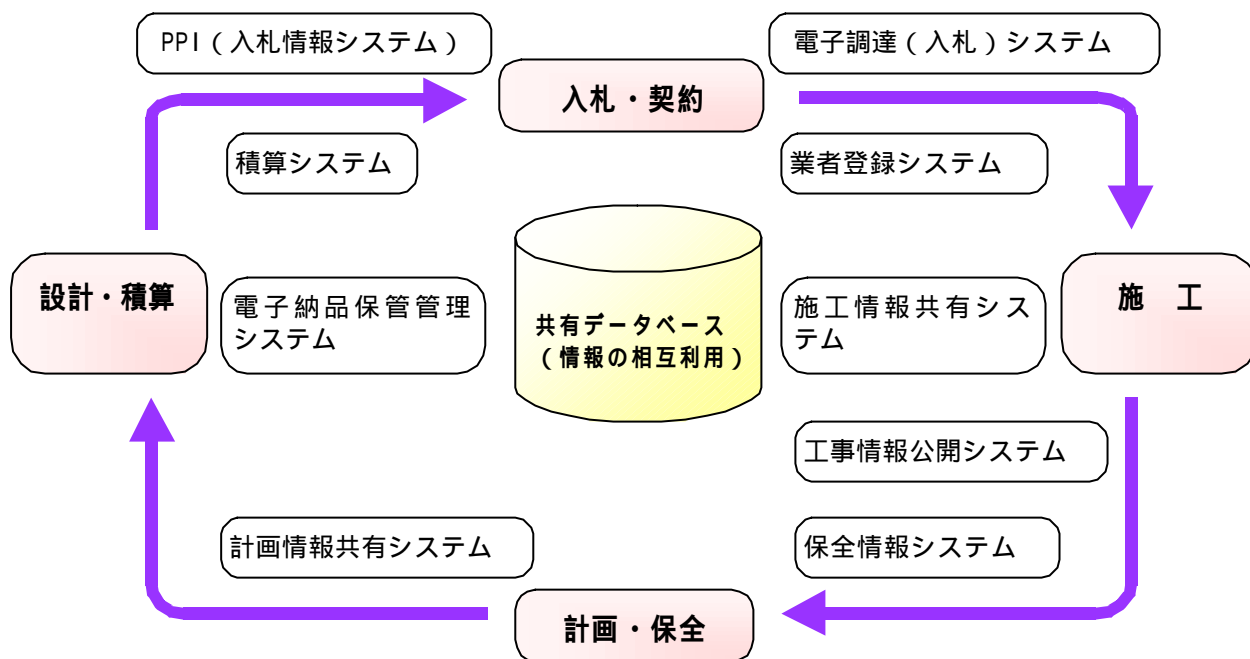 PPI（入札情報システム）
電子調達（入札）システム
入札・契約
積算システム
業者登録システム
設計・積算
電子納品保管管理
システム
共有データベース
（情報の相互利用）
施工情報共有シス
テム
施　工
工事情報公開システム
計画情報共有システム
保全情報システム
計画・保全